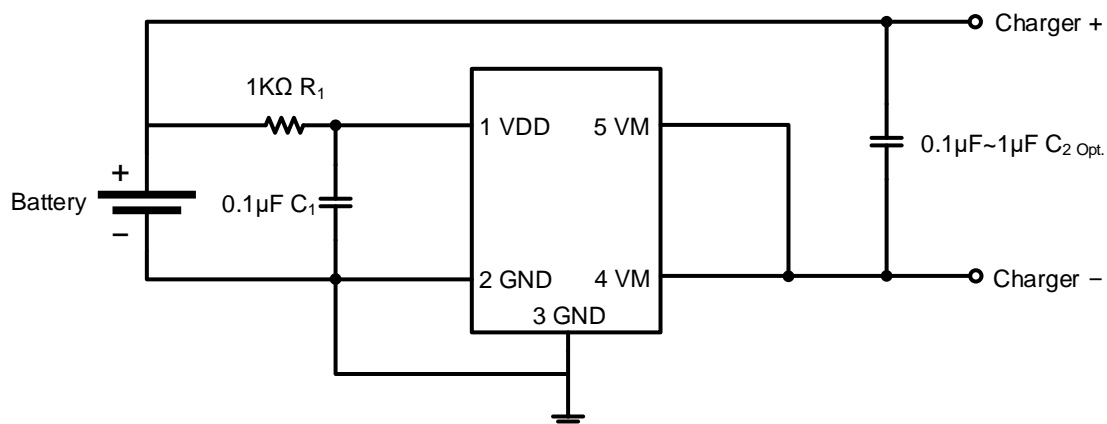 Charger +
1KΩ R₁
1 VDD
5 VM
0.1µF~1µF C₂ Opt.
+
Battery
0.1µF C₁
−
2 GND
4 VM
Charger −
3 GND